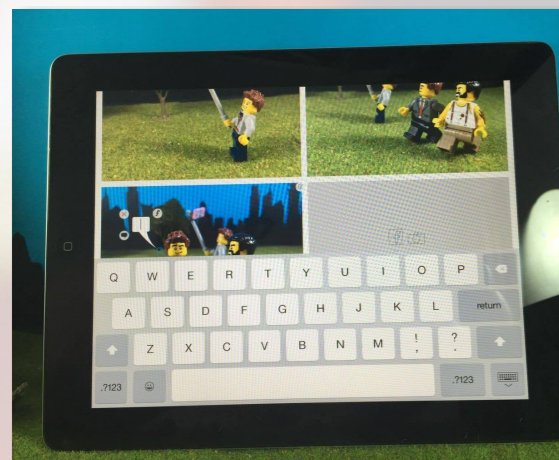 Q W E R T Y U I O P
A S D F G H J K L return
Z X C V B N M ! , ? .
.?123 .?123